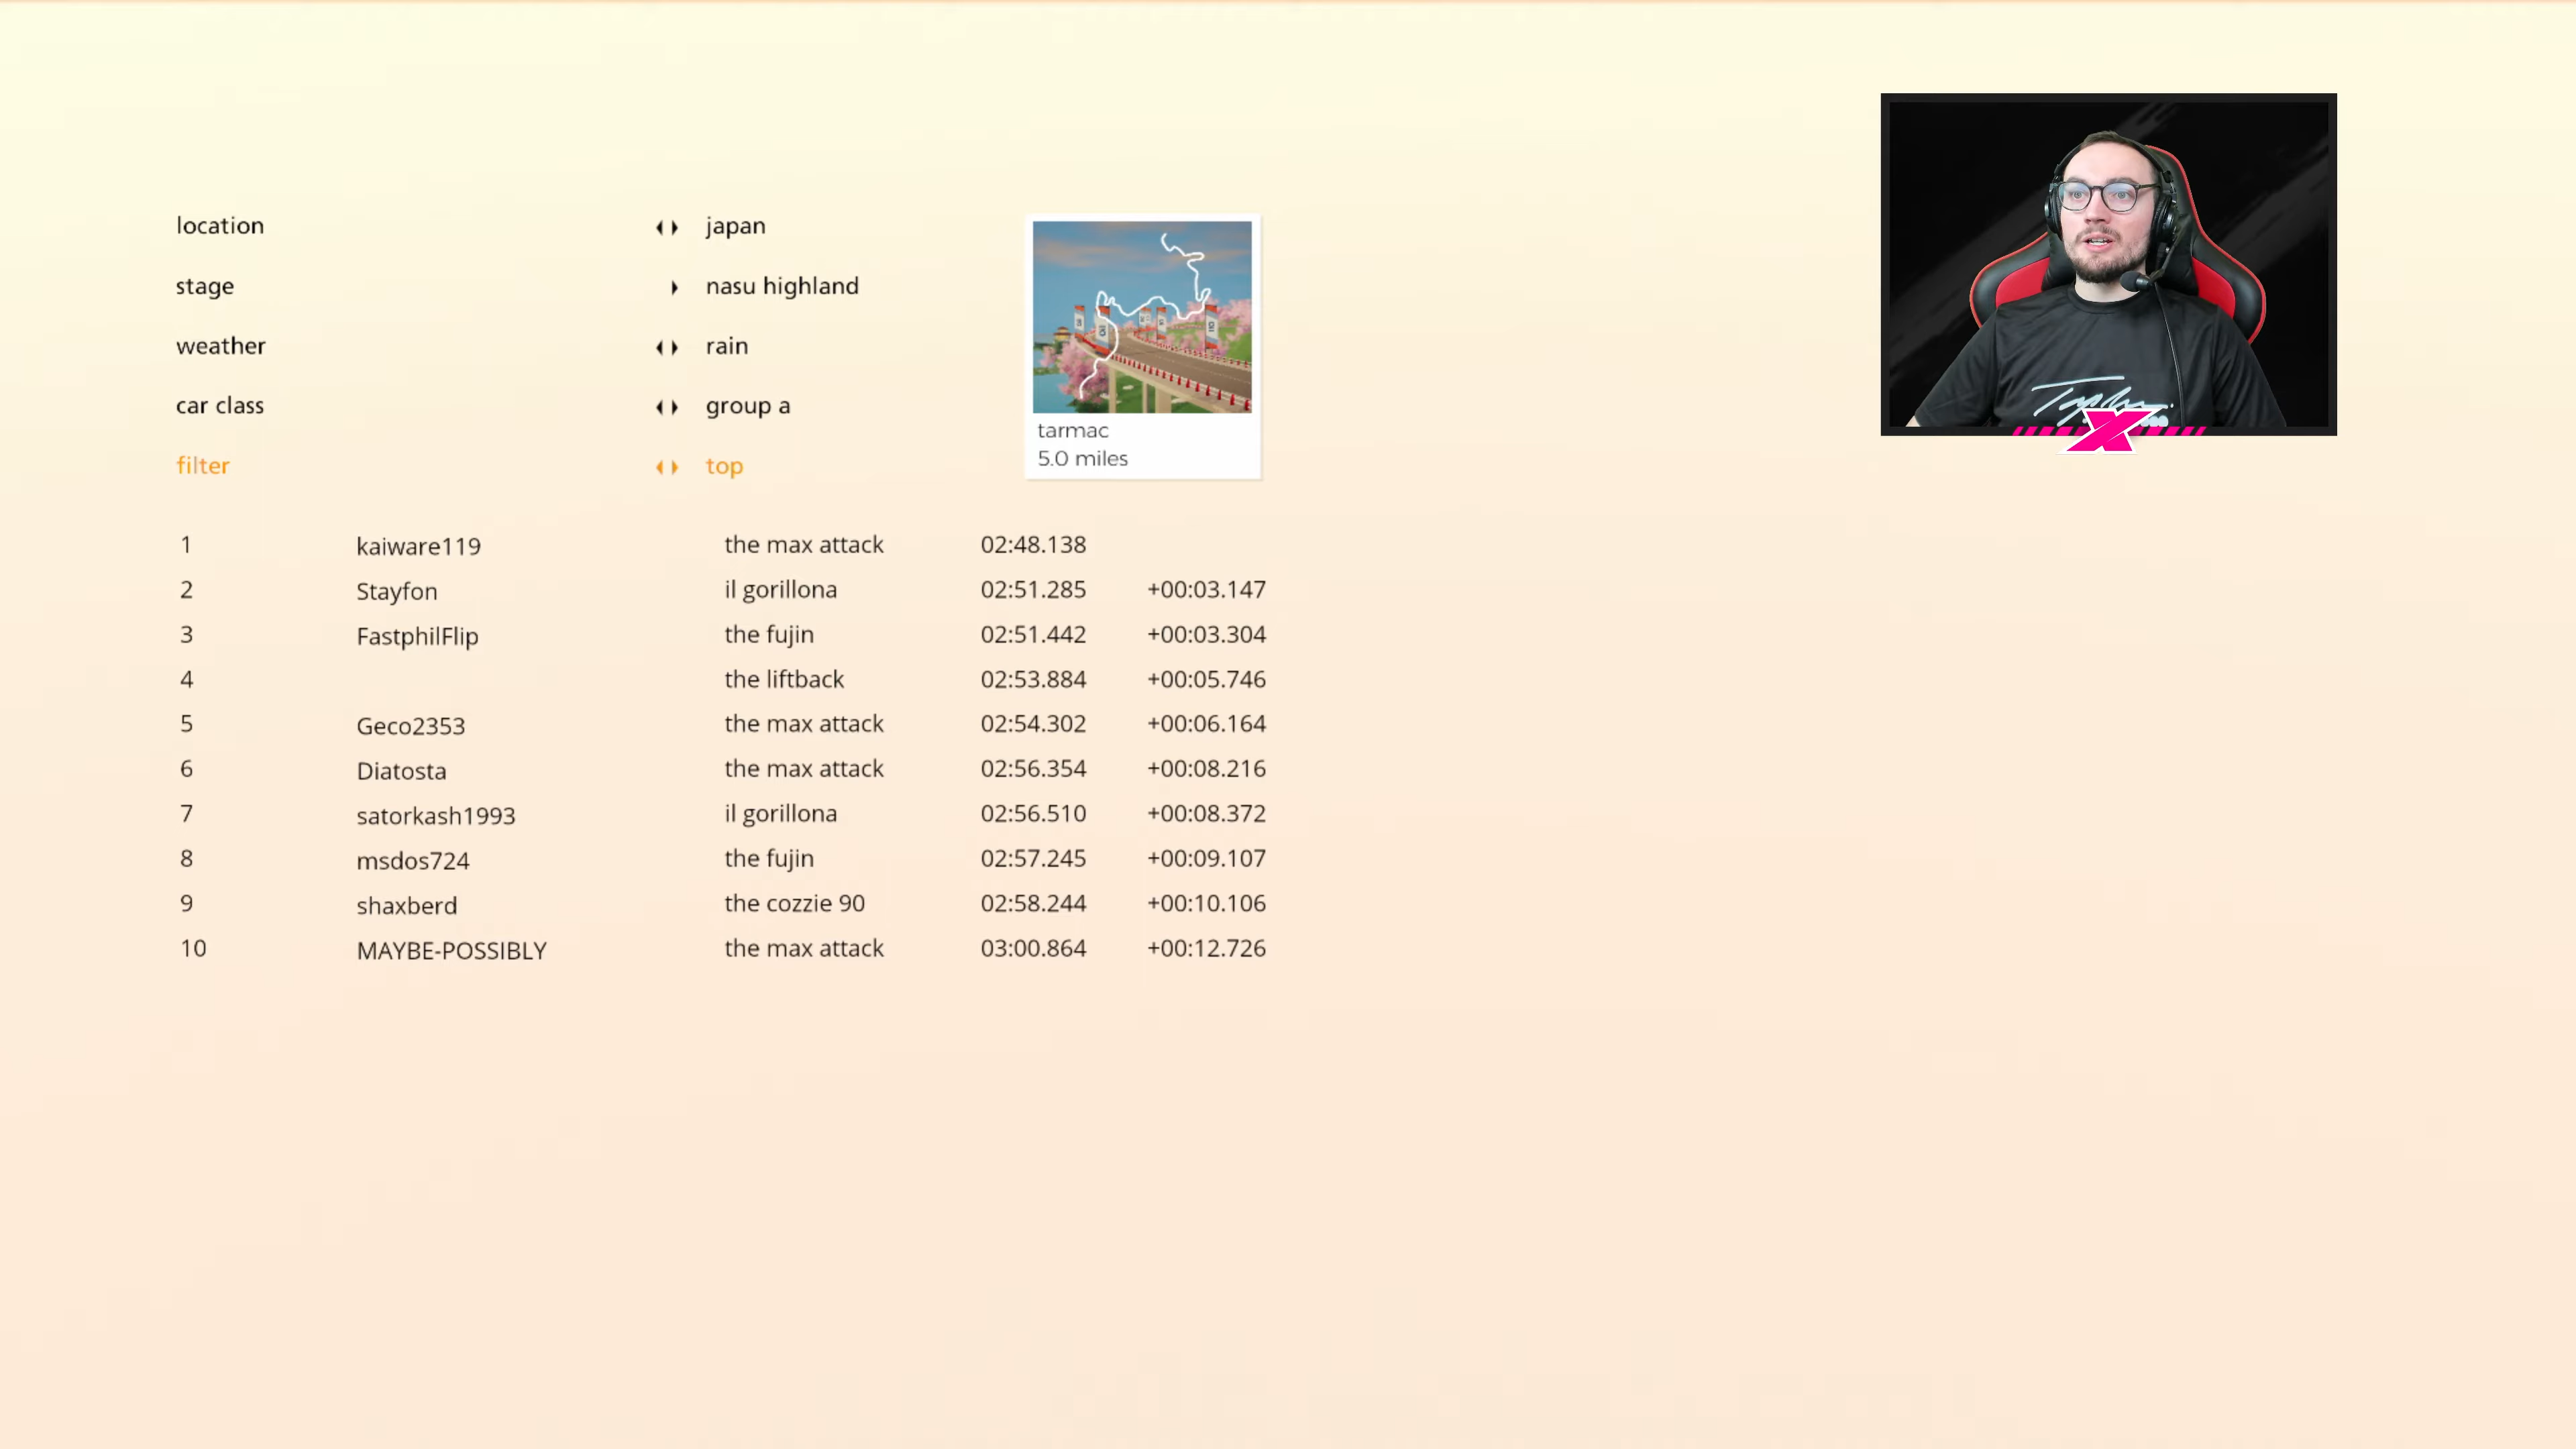 location japan
stage nasu highland
weather rain
car class group a
filter top
tarmac
5.0 miles
1 kaiware119 the max attack 02:48.138
2 Stayfon il gorillona 02:51.285 +00:03.147
3 FastphilFlip the fujin 02:51.442 +00:03.304
4 the liftback 02:53.884 +00:05.746
5 Geco2353 the max attack 02:54.302 +00:06.164
6 Diatosta the max attack 02:56.354 +00:08.216
7 satorkash1993 il gorillona 02:56.510 +00:08.372
8 msdos724 the fujin 02:57.245 +00:09.107
9 shaxberd the cozzie 90 02:58.244 +00:10.106
10 MAYBE-POSSIBLY the max attack 03:00.864 +00:12.726
X